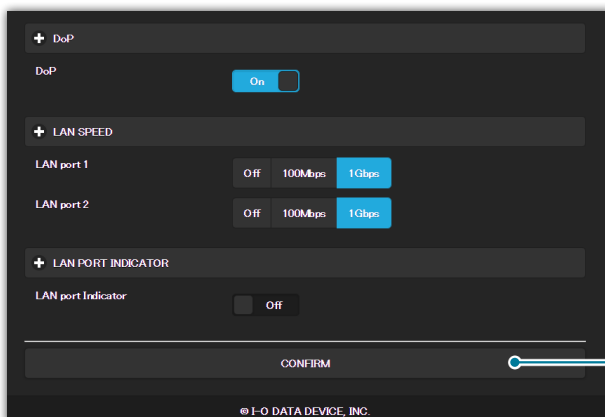 DoP
DoP
On
LAN SPEED
LAN port 1
Off 100Mbps 1Gbps
LAN port 2
Off 100Mbps 1Gbps
LAN PORT INDICATOR
LAN port Indicator
Off
CONFIRM
© I-O DATA DEVICE, INC.